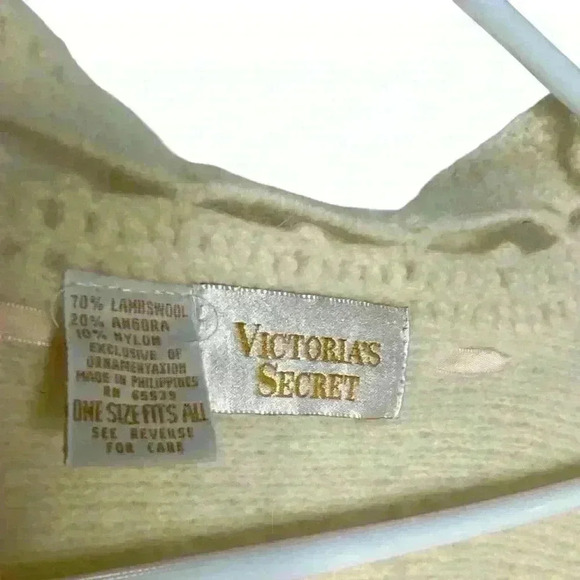 70% LAMBSWOOL
20% ANGORA
10% NYLON
EXCLUSIVE OF
ORNAMENTATION
MADE IN PHILIPPINES
RN 65939
ONE SIZE FITS ALL
SEE REVERSE
FOR CARE
VICTORIA'S
SECRET